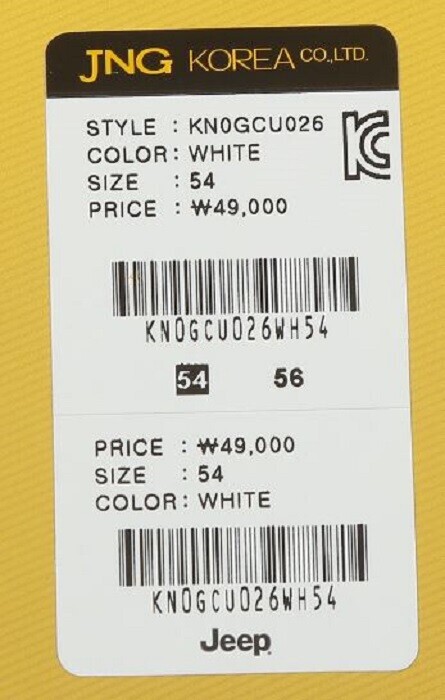 JNG KOREA CO.,LTD.
STYLE : KN0GCU026
COLOR : WHITE
SIZE : 54
PRICE : ₩49,000
KN0GCU026WH54
54 56
PRICE : ₩49,000
SIZE : 54
COLOR : WHITE
KN0GCU026WH54
Jeep